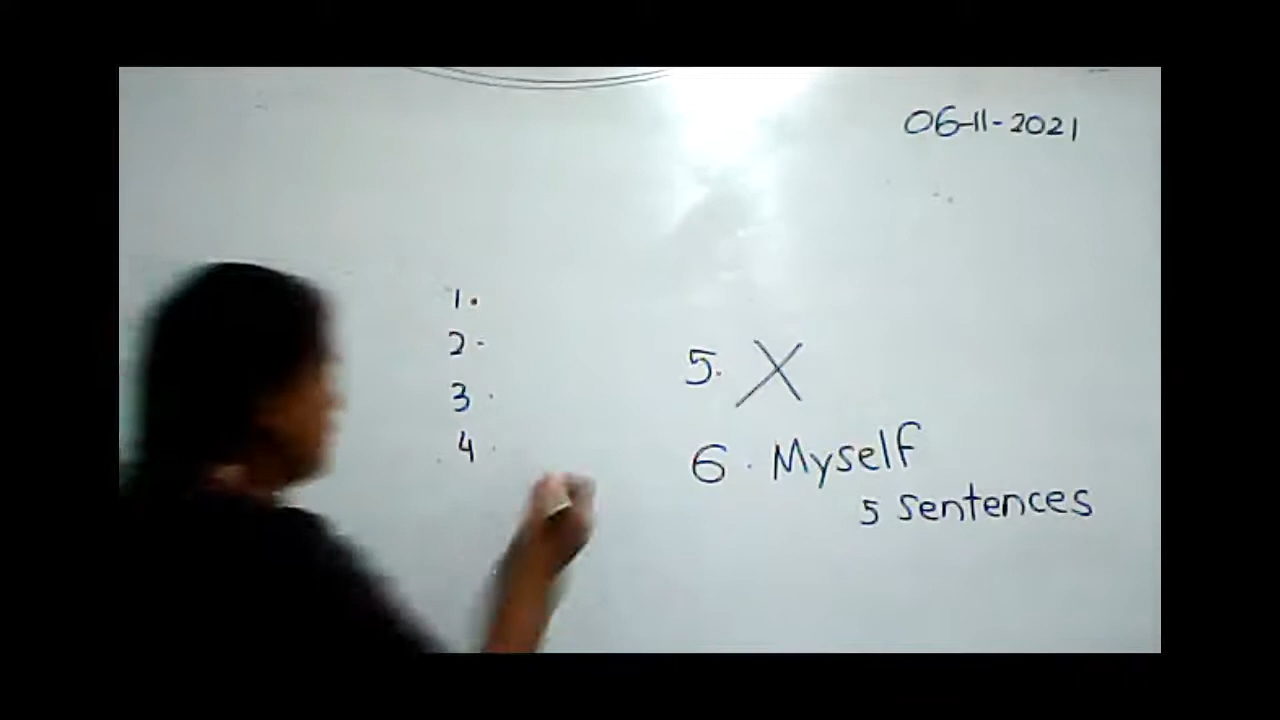 06-11-2021
1.
2.
3.
4.
5. X
6. Myself
5 sentences